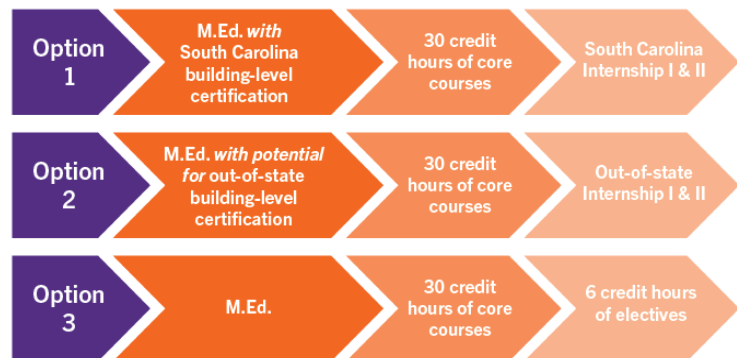 Option
1
M.Ed. with
South Carolina
building-level
certification
30 credit
hours of core
courses
South Carolina
Internship I & II
Option
2
M.Ed. with potential
for out-of-state
building-level
certification
30 credit
hours of core
courses
Out-of-state
Internship I & II
Option
3
M.Ed.
30 credit
hours of core
courses
6 credit hours
of electives